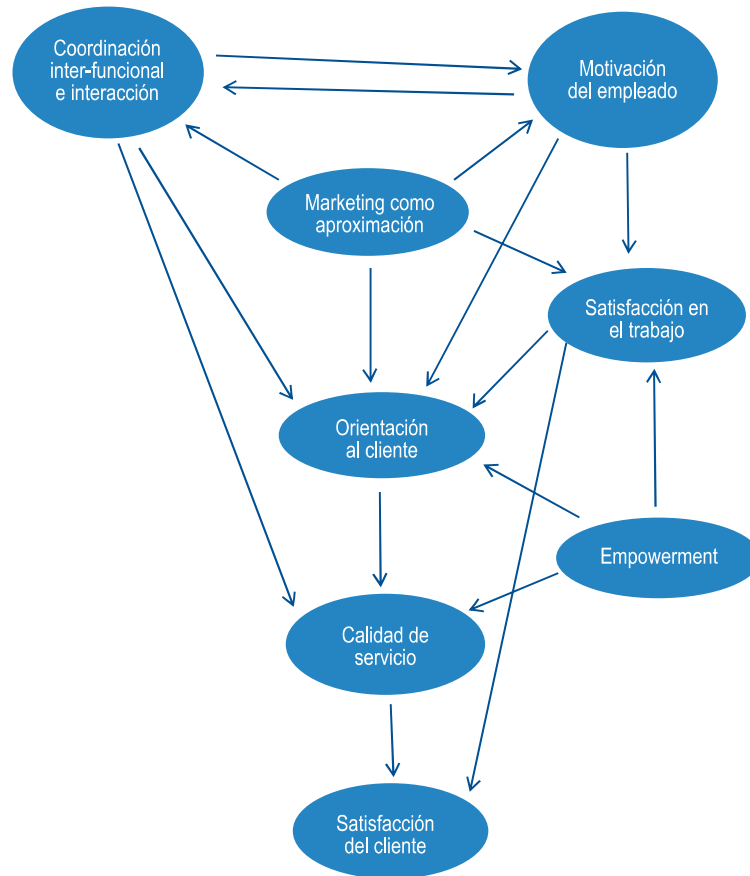 Coordinación
inter-funcional
e interacción
Motivación
del empleado
Marketing como
aproximación
Satisfacción en
el trabajo
Orientación
al cliente
Empowerment
Calidad de
servicio
Satisfacción
del cliente